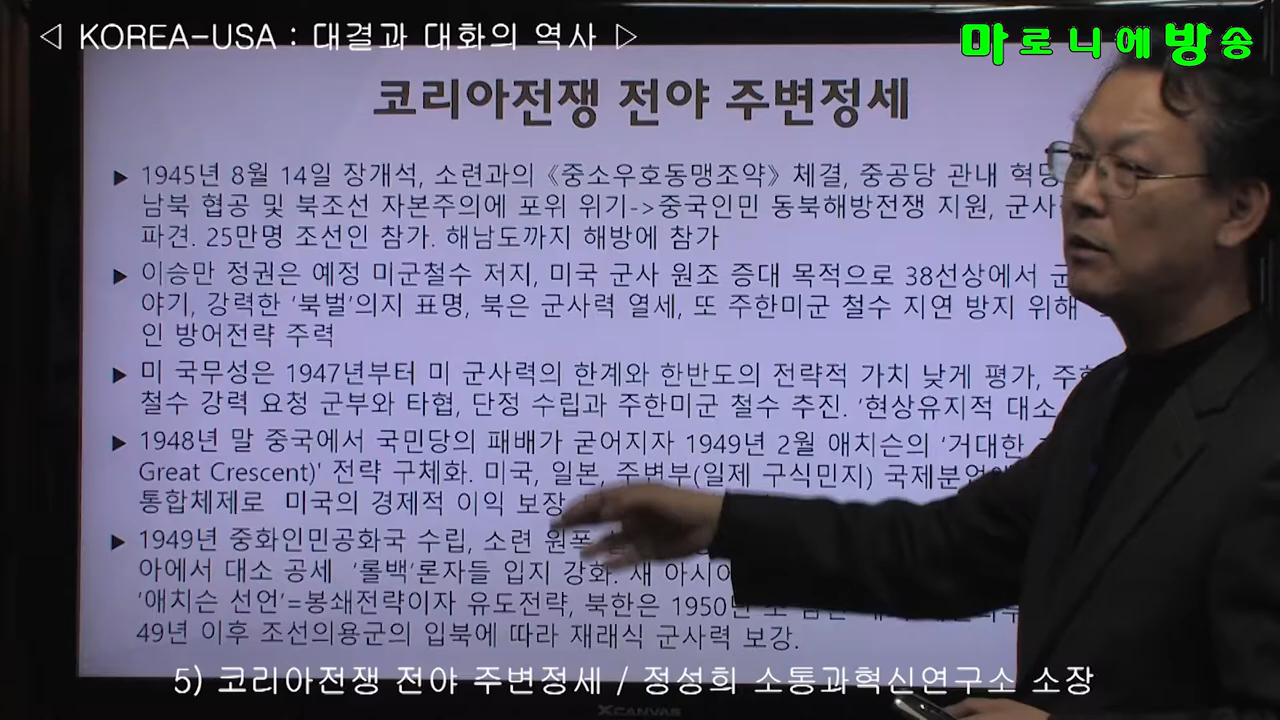 ◁ KOREA-USA : 대결과 대화의 역사 ▷
마로니에방송
코리아전쟁 전야 주변정세
▶ 1945년 8월 14일 장개석, 소련과의 《중소우호동맹조약》 체결, 중공당 관내
남북 협공 및 북조선 자본주의에 포위 위기->중국인민 동북해방전쟁 지원,
파견. 25만명 조선인 참가. 해남도까지 해방에 참가
▶ 이승만 정권은 예정 미군철수 저지, 미국 군사 원조 증대 목적으로 38선상에서
야기, 강력한 '북벌'의지 표명, 북은 군사력 열세, 또 주한미군 철수 지연 방지 위해
인 방어전략 주력
▶ 미 국무성은 1947년부터 미 군사력의 한계와 한반도의 전략적 가치 낮게 평가,
철수 강력 요청 군부와 타협, 단정 수립과 주한미군 철수 추진. '현상유지적
▶ 1948년 말 중국에서 국민당의 패배가 굳어지자 1949년 2월 애치슨의 '거대한
Great Crescent)' 전략 구체화. 미국, 일본, 주변부(일제 구식민지)
통합체제로 미국의 경제적 이익 보장
▶ 1949년 중화인민공화국 수립, 소련 원폭
아에서 대소 공세 '롤백'론자들 입지 강화. 새
'애치슨 선언'=봉쇄전략이자 유도전략, 북한은 1950년
49년 이후 조선의용군의 입북에 따라 재래식 군사력 보강.
5) 코리아전쟁 전야 주변정세 / 정성희 소통과혁신연구소 소장
XCANVAS